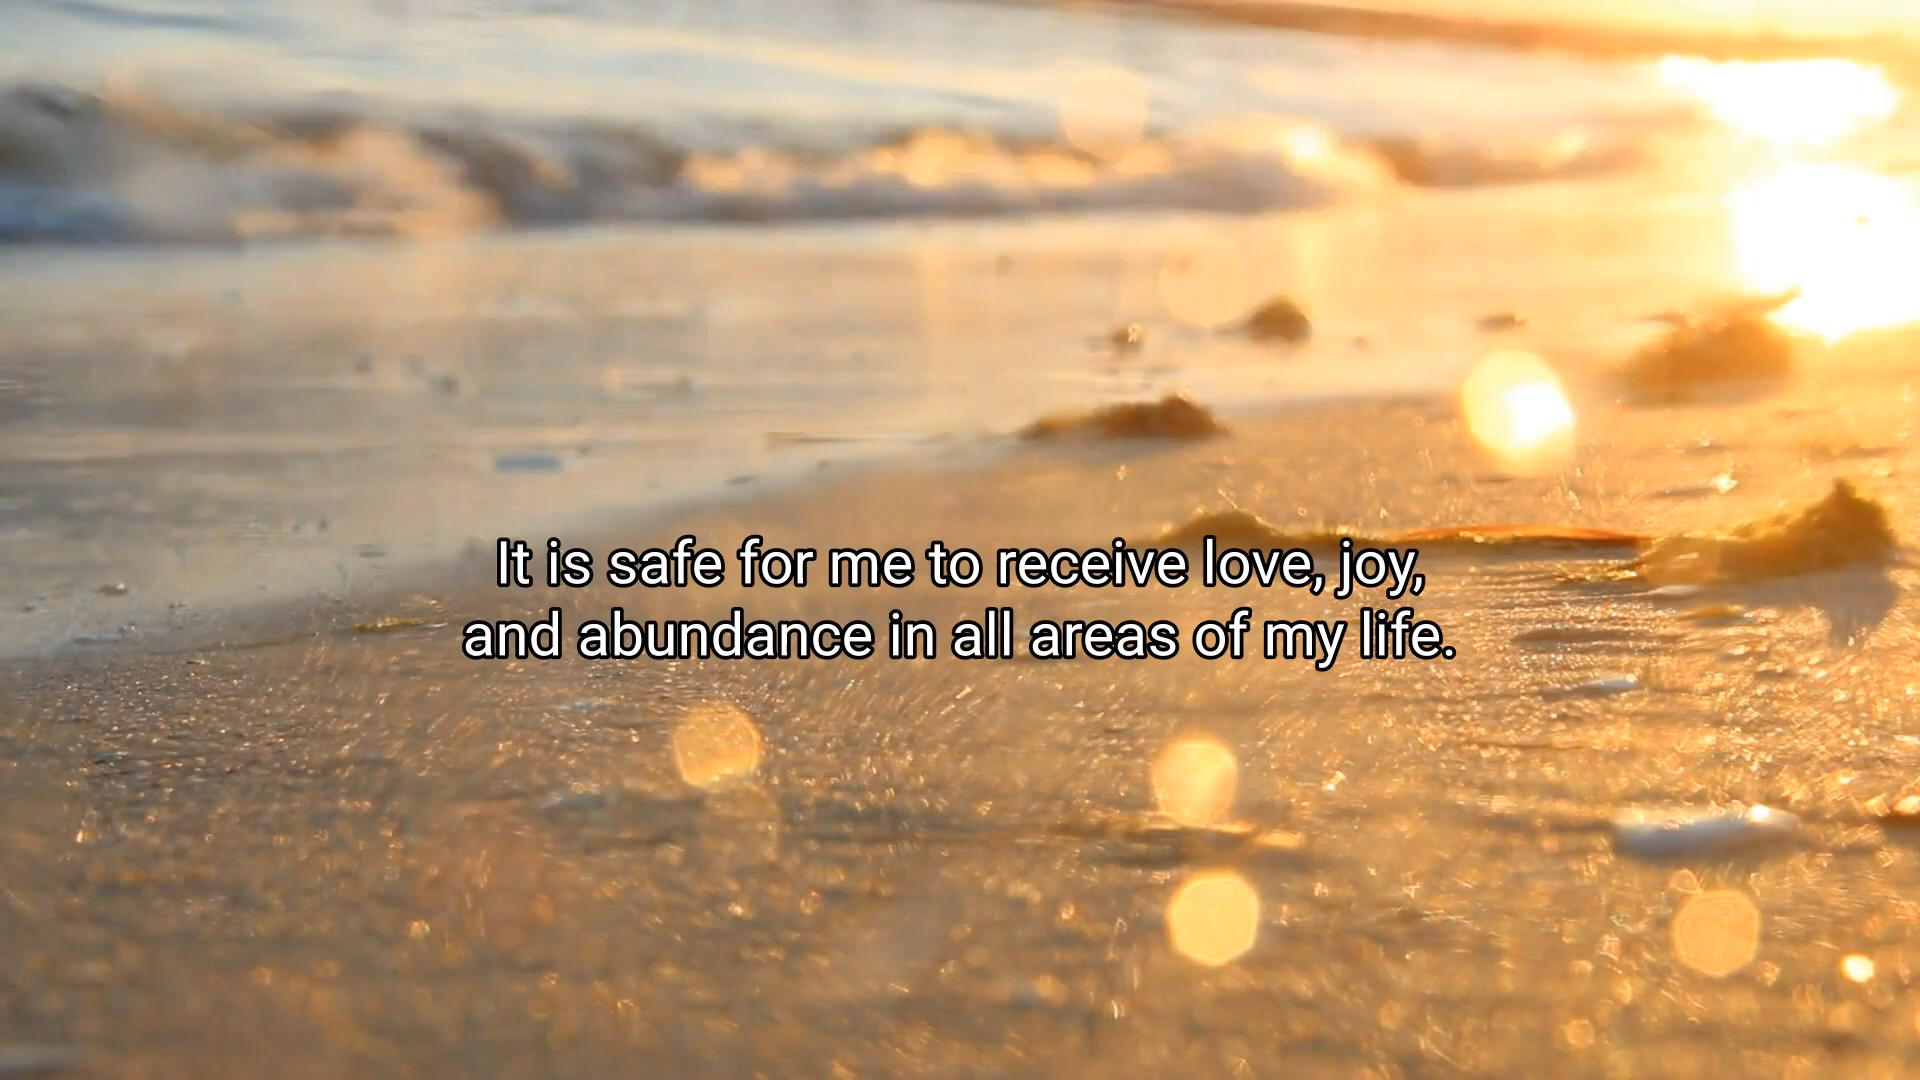 It is safe for me to receive love, joy,
and abundance in all areas of my life.